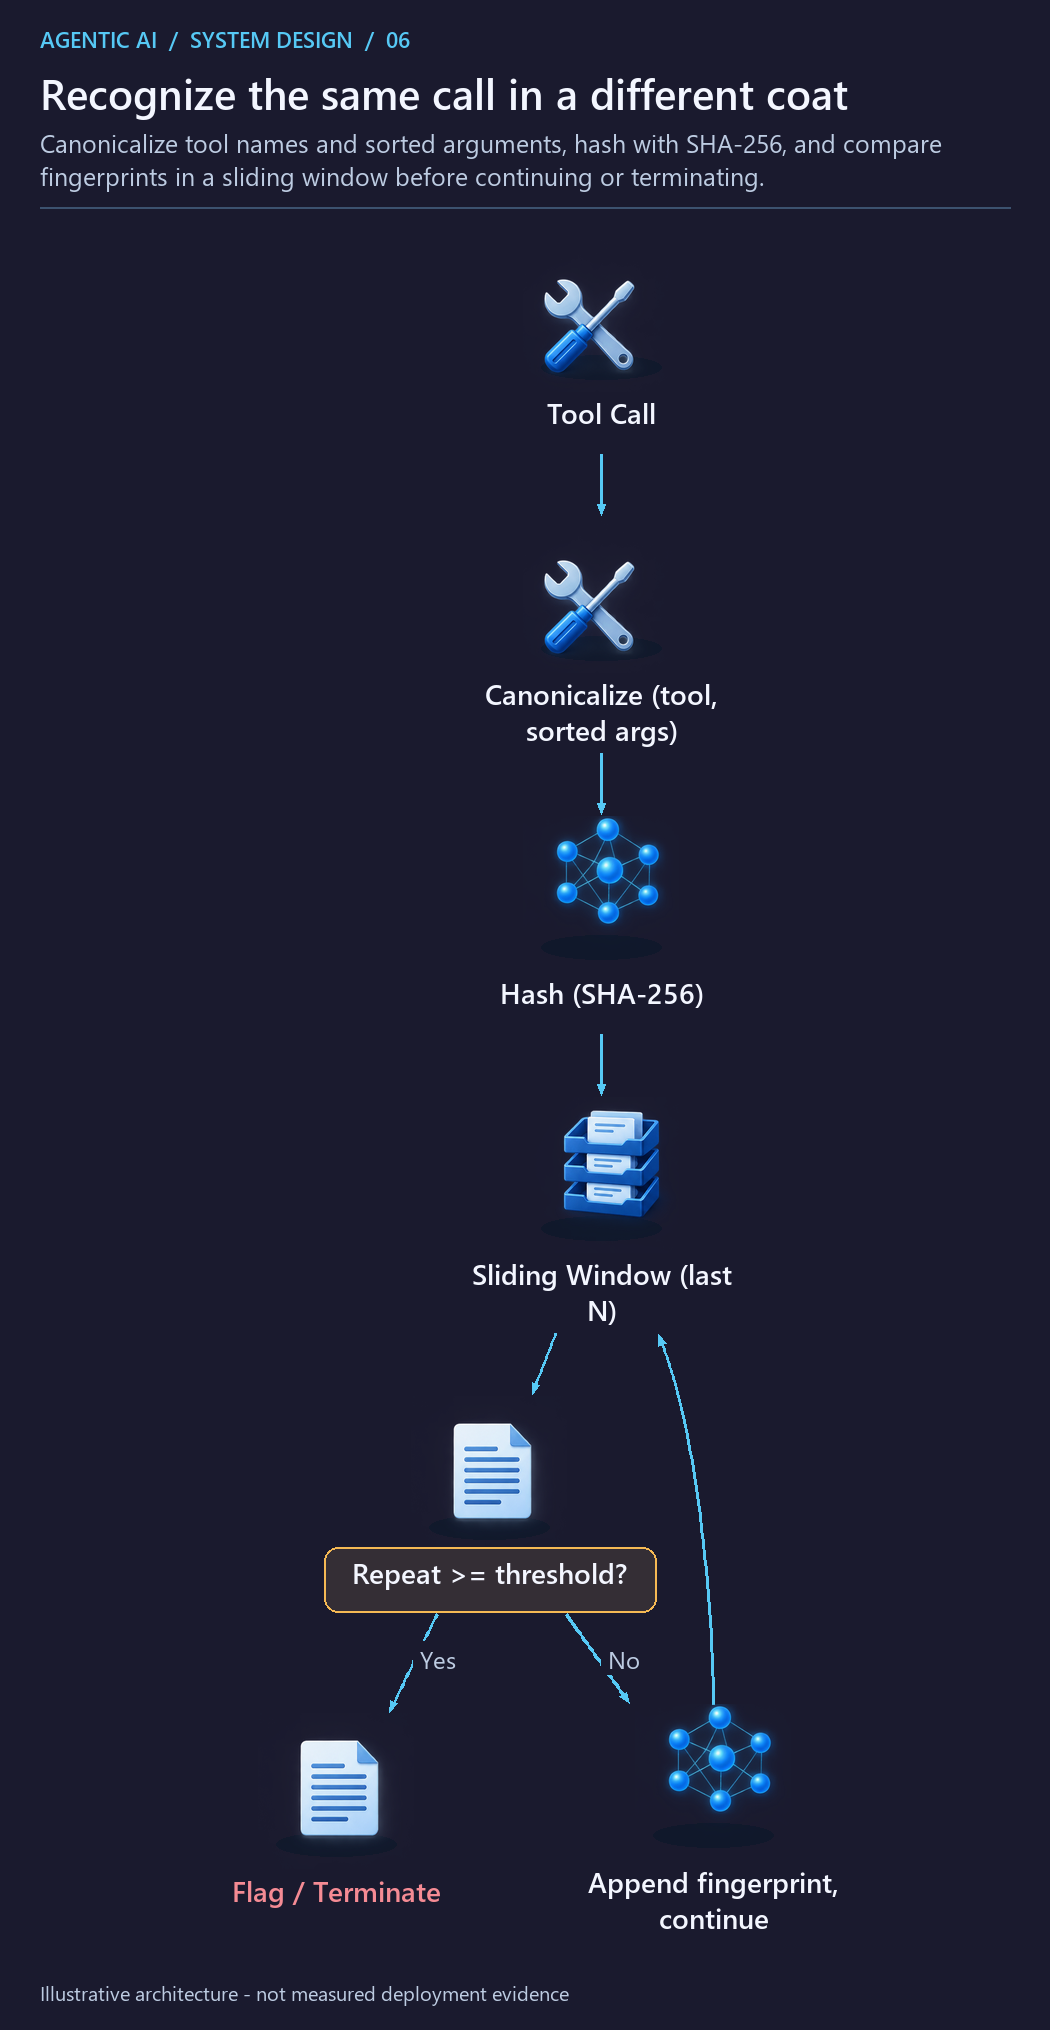 AGENTIC AI / SYSTEM DESIGN / 06
Recognize the same call in a different coat
Canonicalize tool names and sorted arguments, hash with SHA-256, and compare
fingerprints in a sliding window before continuing or terminating.
Tool Call
Canonicalize (tool,
sorted args)
Hash (SHA-256)
Sliding Window (last
N)
Repeat >= threshold?
Yes
No
Flag / Terminate
Append fingerprint,
continue
Illustrative architecture - not measured deployment evidence